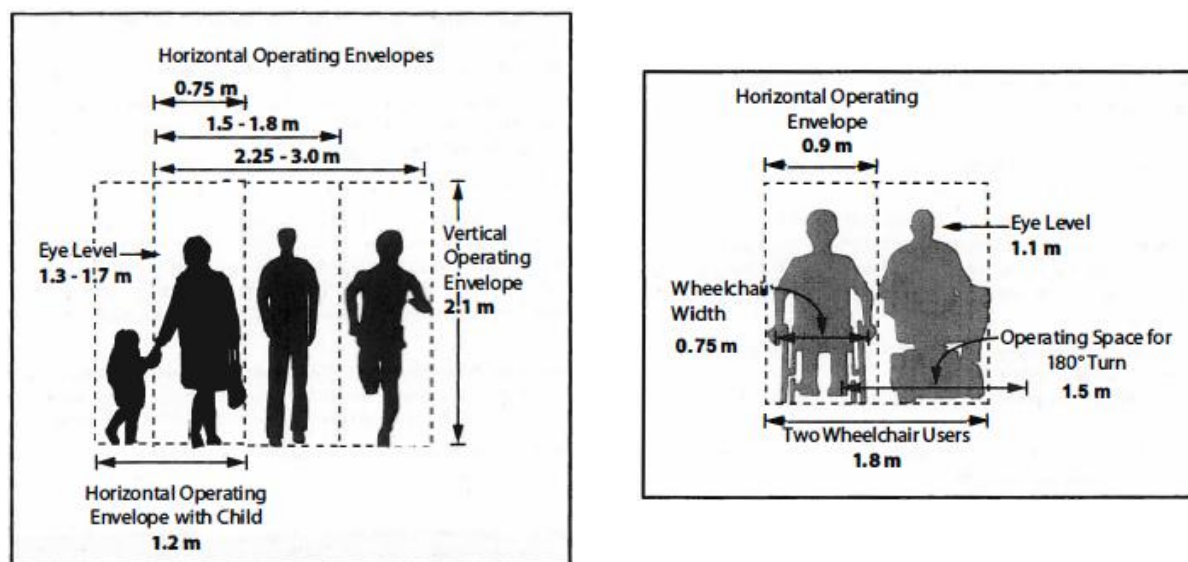 Horizontal Operating Envelopes
0.75 m
1.5 - 1.8 m
2.25 - 3.0 m
Eye Level
1.3 - 1.7 m
Vertical
Operating
Envelope
2.1 m
Horizontal Operating
Envelope with Child
1.2 m
Horizontal Operating
Envelope
0.9 m
Eye Level
1.1 m
Wheelchair
Width
0.75 m
Operating Space for
180° Turn
1.5 m
Two Wheelchair Users
1.8 m